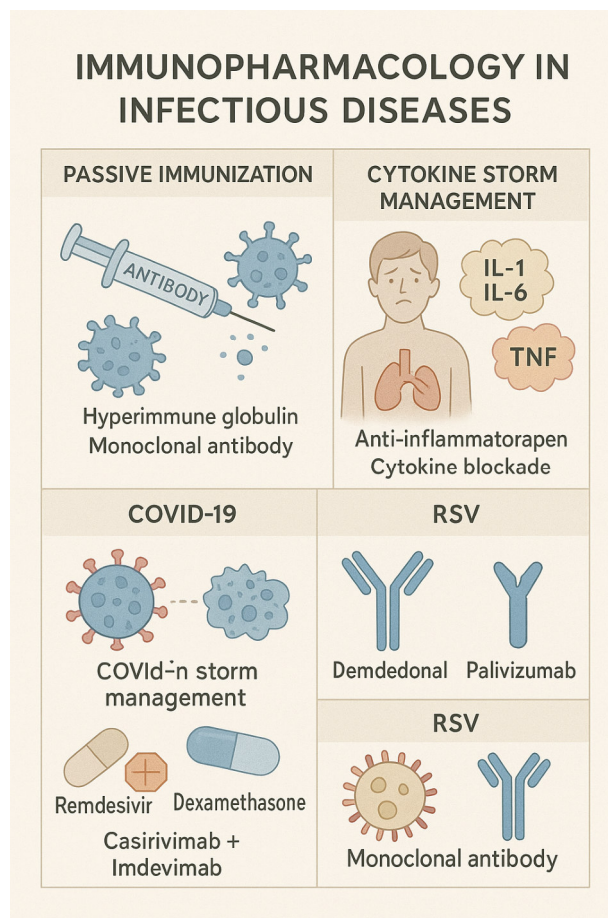 IMMUNOPHARMACOLOGY IN
INFECTIOUS DISEASES
PASSIVE IMMUNIZATION
ANTIBODY
Hyperimmune globulin
Monoclonal antibody
CYTOKINE STORM
MANAGEMENT
IL-1
IL-6
TNF
Anti-inflammatorapen
Cytokine blockade
COVID-19
COVId-̇n storm
management
Remdesivir
Dexamethasone
Casirivimab +
Imdevimab
RSV
Demdedonal
Palivizumab
RSV
Monoclonal antibody